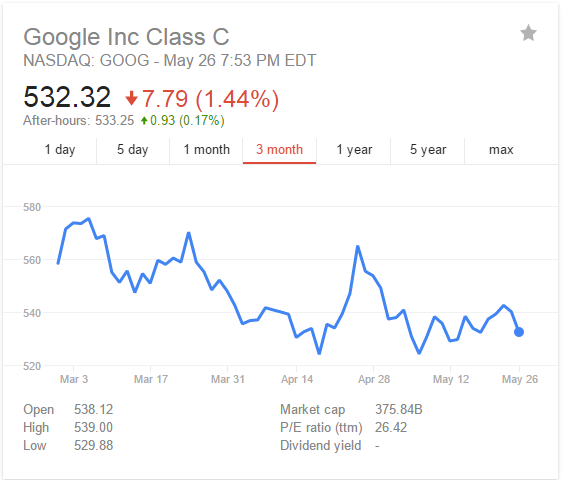 Google Inc Class C
NASDAQ: GOOG - May 26 7:53 PM EDT
532.32 7.79 (1.44%)
After-hours: 533.25 0.93 (0.17%)
1 day 5 day 1 month 3 month 1 year 5 year max
580
560
540
520
Mar 3 Mar 17 Mar 31 Apr 14 Apr 28 May 12 May 26
Open 538.12 Market cap 375.84B
High 539.00 P/E ratio (ttm) 26.42
Low 529.88 Dividend yield -